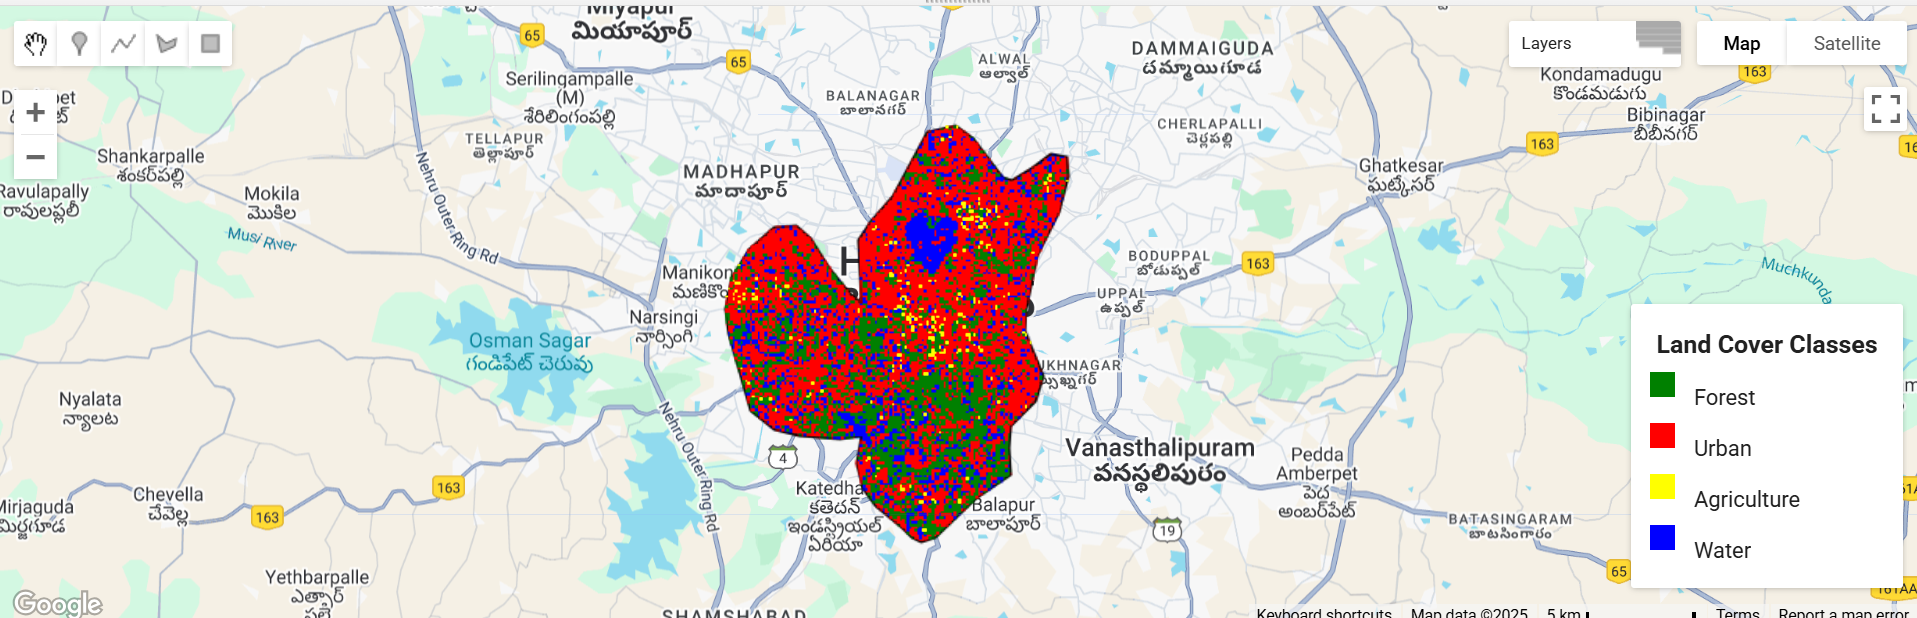 Miyapur
మియాపూర్
65
65
Serilingampalle
(M)
శేరిలింగంపల్లి
TELLAPUR
తెల్లాపూర్
BALANAGAR
బాలానగర్
ALWAL
ఆల్వాల్
DAMMAIGUDA
దమ్మాయిగూడ
CHERLAPALLI
చెర్లపల్లి
Layers
Map
Satellite
163
Kondamadugu
కొండమడుగు
Bibinagar
బీబీనగర్
163
Ghatkesar
ఘట్కేసర్
Shankarpalle
శంకర్‌పల్లి
Ravulapally
రావులపల్లి
Mokila
మొకిల
Musi River
Nehru Outer Ring Rd
MADHAPUR
మాదాపూర్
Manikon
మణికొం
H
Narsingi
నార్సింగి
Osman Sagar
గండిపేట్ చెరువు
BODUPPAL
బోడుప్పల్
163
UPPAL
ఉప్పల్
Muchkunda
UKHNAGAR
Nyalata
న్యాలట
Nehru Outer Ring Rd
4
Katedha
కతెదన్
ఇండస్ట్రియల్
ఏరియా
Balapur
బాలాపూర్
Vanasthalipuram
వనస్థలిపురం
Pedda
Amberpet
పెద
అంబర్‌పేట్
BATASINGARAM
బాటసింగారం
19
65
Chevella
చేవెళ్ల
163
163
Mirjaguda
మిర్జగూడ
Yethbarpalle
SHAMSHABAD
Land Cover Classes
Forest
Urban
Agriculture
Water
161AA
Google
Keyboard shortcuts
Map data ©2025
5 km
Terms
Report a map error